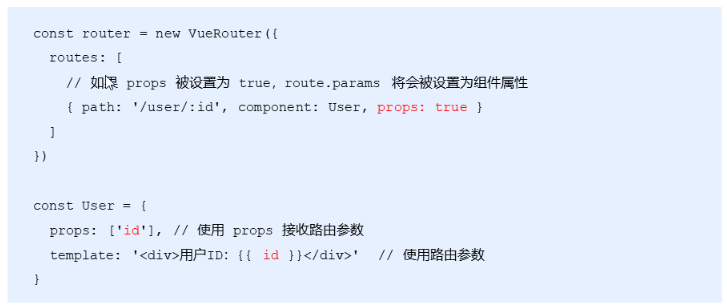 const router = new VueRouter({
routes: [
// 如果 props 被设置为 true, route.params 将会被设置为组件属性
{ path: '/user/:id', component: User, props: true }
]
})
const User = {
props: ['id'], // 使用 props 接收路由参数
template: '<div>用户ID: {{ id }}</div>' // 使用路由参数
}